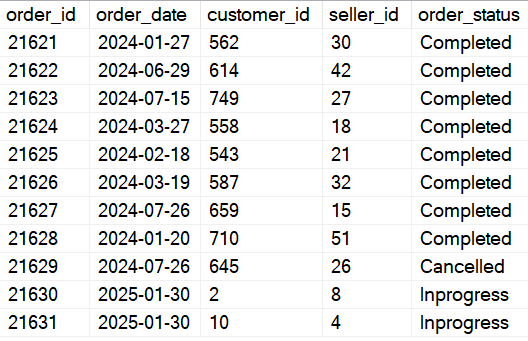 order_id order_date customer_id seller_id order_status
21621 2024-01-27 562 30 Completed
21622 2024-06-29 614 42 Completed
21623 2024-07-15 749 27 Completed
21624 2024-03-27 558 18 Completed
21625 2024-02-18 543 21 Completed
21626 2024-03-19 587 32 Completed
21627 2024-07-26 659 15 Completed
21628 2024-01-20 710 51 Completed
21629 2024-07-26 645 26 Cancelled
21630 2025-01-30 2 8 Inprogress
21631 2025-01-30 10 4 Inprogress